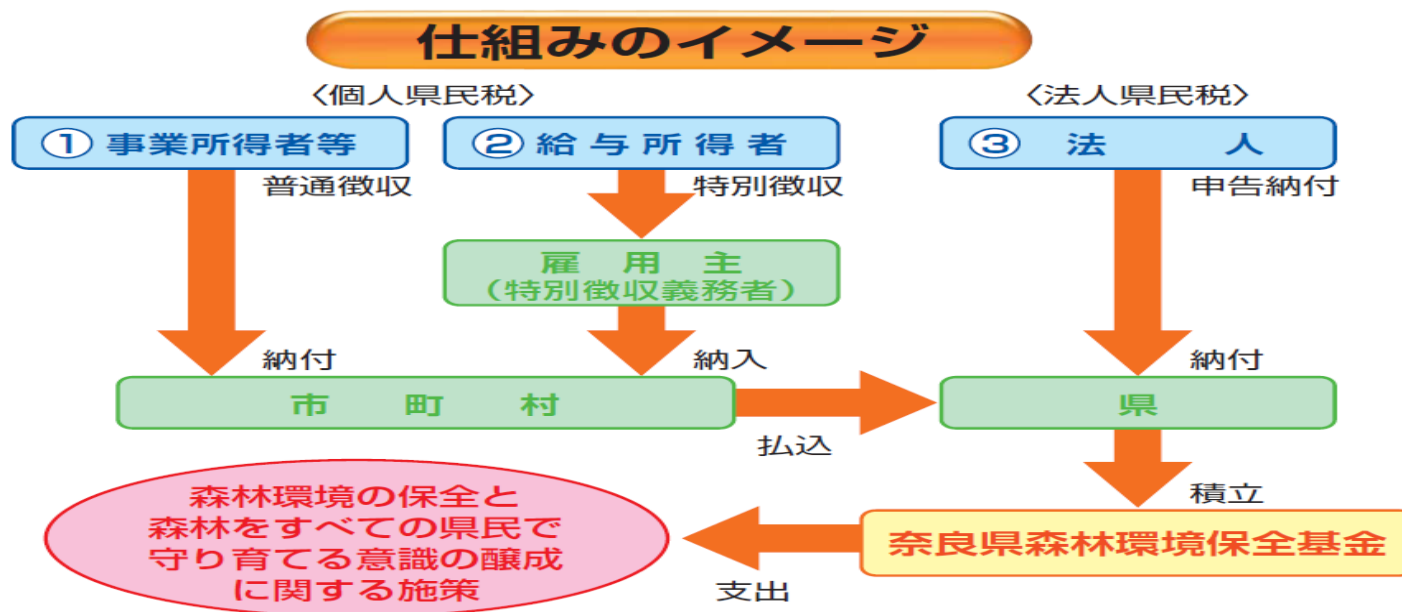 仕組みのイメージ
〈個人県民税〉
〈法人県民税〉
①事業所得者等
②給与所得者
③法人
普通徴収
特別徴収
申告納付
雇用主
(特別徴収義務者)
納付
納入
納付
市町村
県
払込
積立
森林環境の保全と
森林をすべての県民で
守り育てる意識の醸成
に関する施策
奈良県森林環境保全基金
支出